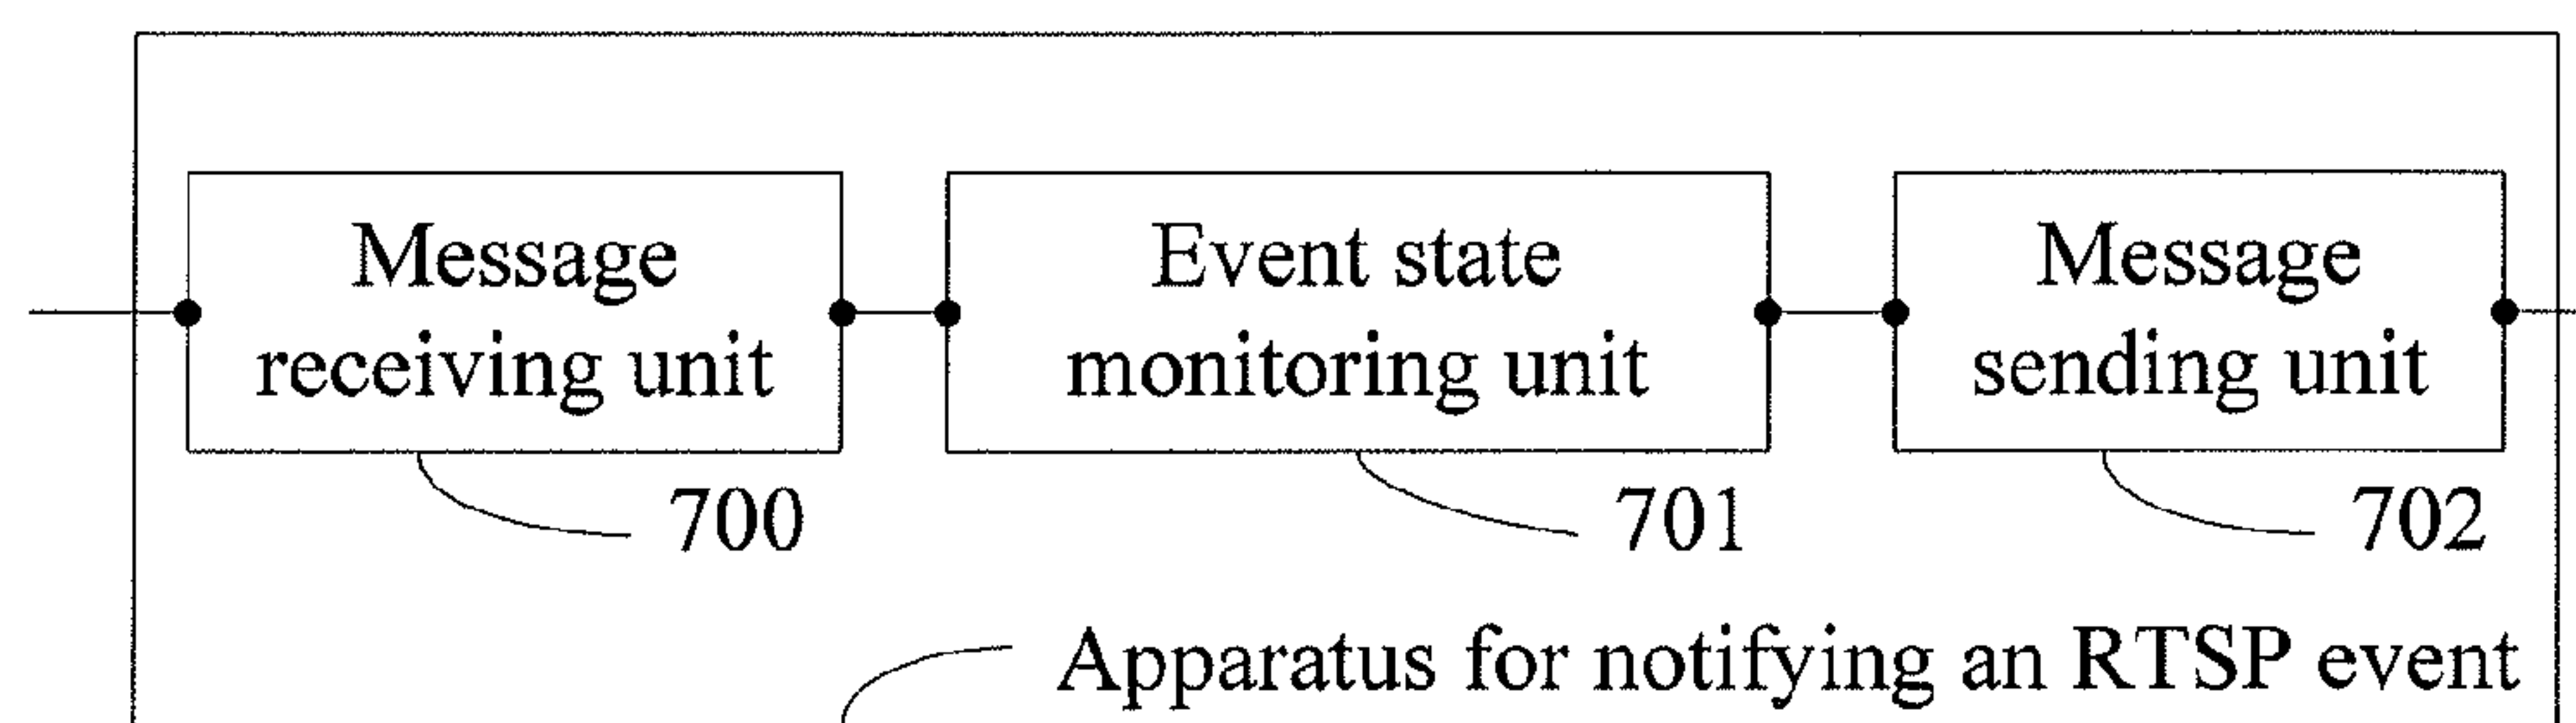 Message
receiving unit
Event state
monitoring unit
Message
sending unit
700
701
702
Apparatus for notifying an RTSP event